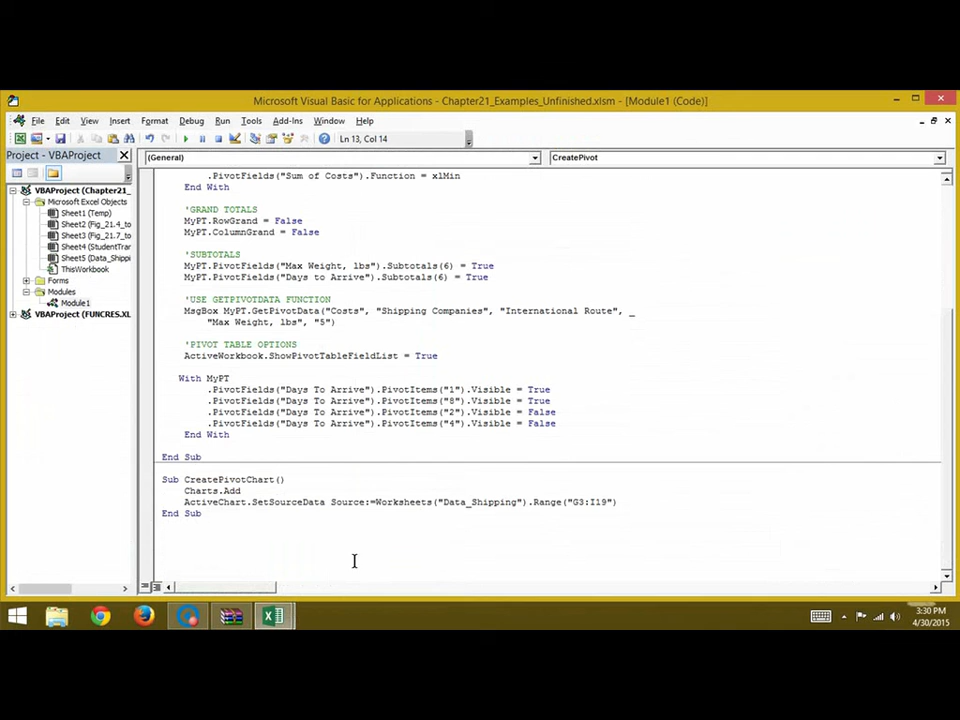 Microsoft Visual Basic for Applications - Chapter21_Examples_Unfinished.xlsm - [Module1 (Code)]
File Edit View Insert Format Debug Run Tools Add-Ins Window Help
Ln 13, Col 14
Project - VBAProject
(General)
CreatePivot
VBAProject (Chapter21_
Microsoft Excel Objects
Sheet1 (Temp)
Sheet2 (Fig_21.4_to
Sheet3 (Fig_21.7_to
Sheet4 (StudentTran
Sheet5 (Data_Shippi
ThisWorkbook
Forms
Modules
Module1
VBAProject (FUNCRES.XL
.PivotFields("Sum of Costs").Function = xlMin
End With
'GRAND TOTALS
MyPT.RowGrand = False
MyPT.ColumnGrand = False
'SUBTOTALS
MyPT.PivotFields("Max Weight, lbs").Subtotals(6) = True
MyPT.PivotFields("Days to Arrive").Subtotals(6) = True
'USE GETPIVOTDATA FUNCTION
MsgBox MyPT.GetPivotData("Costs", "Shipping Companies", "International Route", _
"Max Weight, lbs", "5")
'PIVOT TABLE OPTIONS
ActiveWorkbook.ShowPivotTableFieldList = True
With MyPT
.PivotFields("Days To Arrive").PivotItems("1").Visible = True
.PivotFields("Days To Arrive").PivotItems("8").Visible = True
.PivotFields("Days To Arrive").PivotItems("2").Visible = False
.PivotFields("Days To Arrive").PivotItems("4").Visible = False
End With
End Sub
Sub CreatePivotChart()
Charts.Add
ActiveChart.SetSourceData Source:=Worksheets("Data_Shipping").Range("G3:I19")
End Sub
3:30 PM
4/30/2015